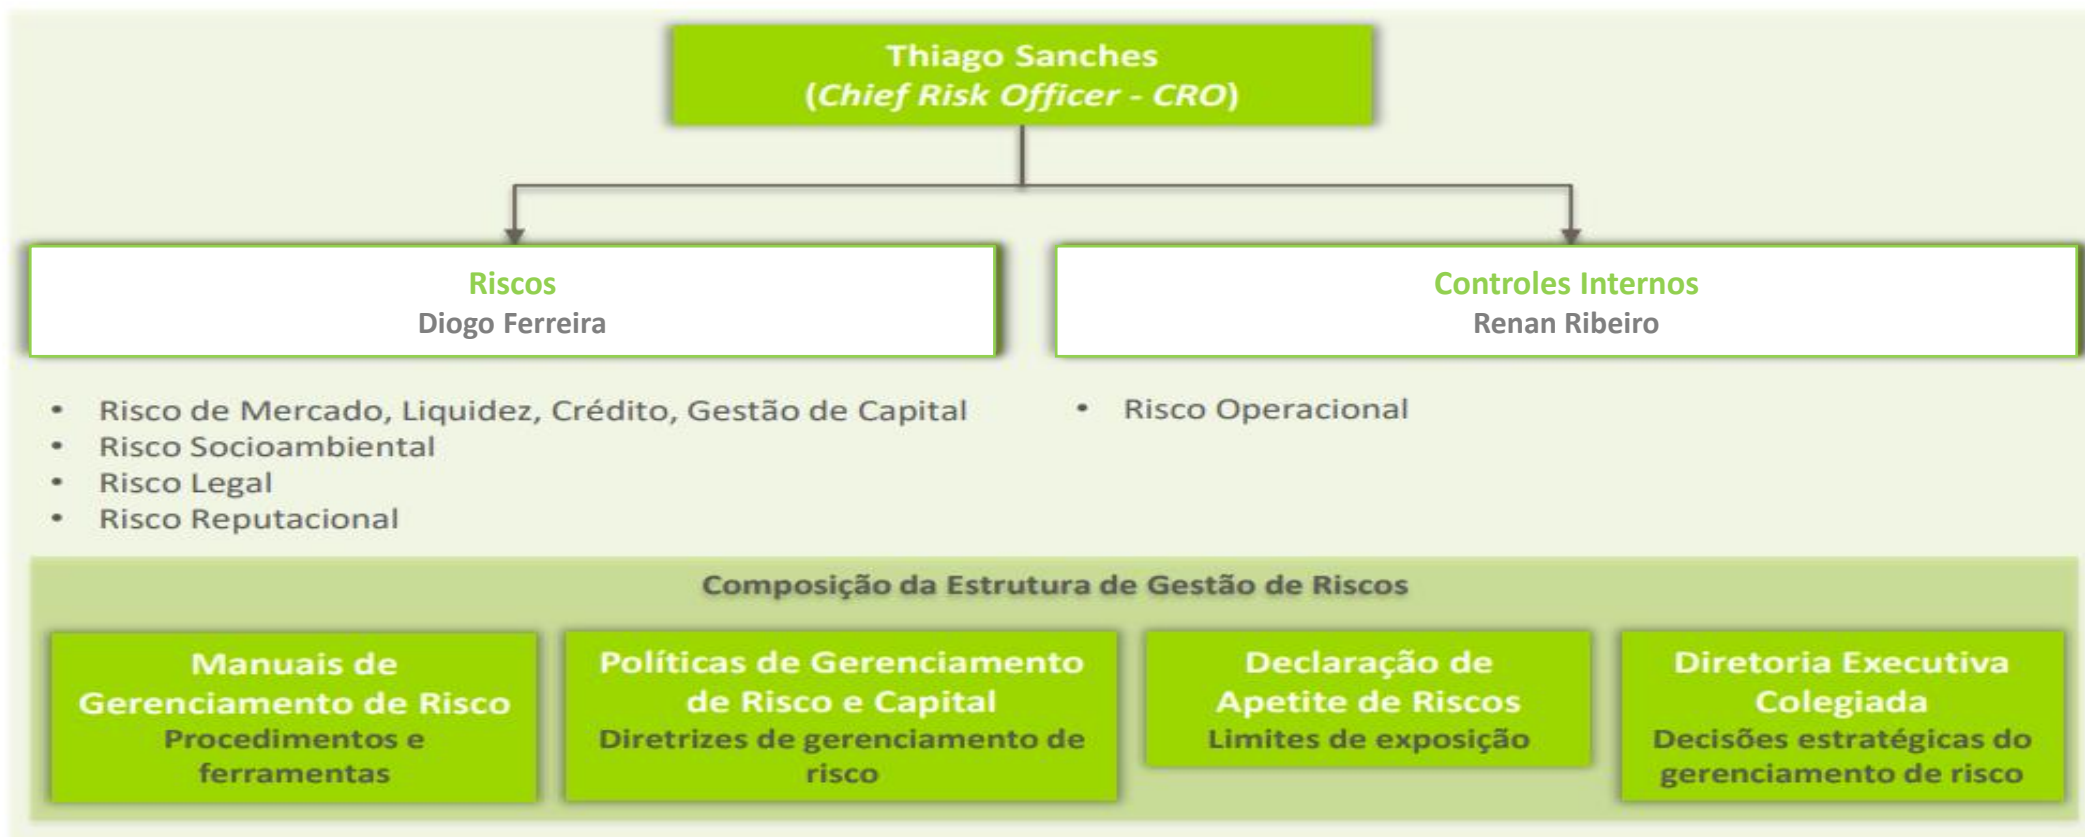 Thiago Sanches
(Chief Risk Officer - CRO)
Riscos
Diogo Ferreira
Controles Internos
Renan Ribeiro
• Risco de Mercado, Liquidez, Crédito, Gestão de Capital
• Risco Socioambiental
• Risco Legal
• Risco Reputacional
• Risco Operacional
Composição da Estrutura de Gestão de Riscos
Manuais de
Gerenciamento de Risco
Procedimentos e
ferramentas
Políticas de Gerenciamento
de Risco e Capital
Diretrizes de gerenciamento de
risco
Declaração de
Apetite de Riscos
Limites de exposição
Diretoria Executiva
Colegiada
Decisões estratégicas do
gerenciamento de risco